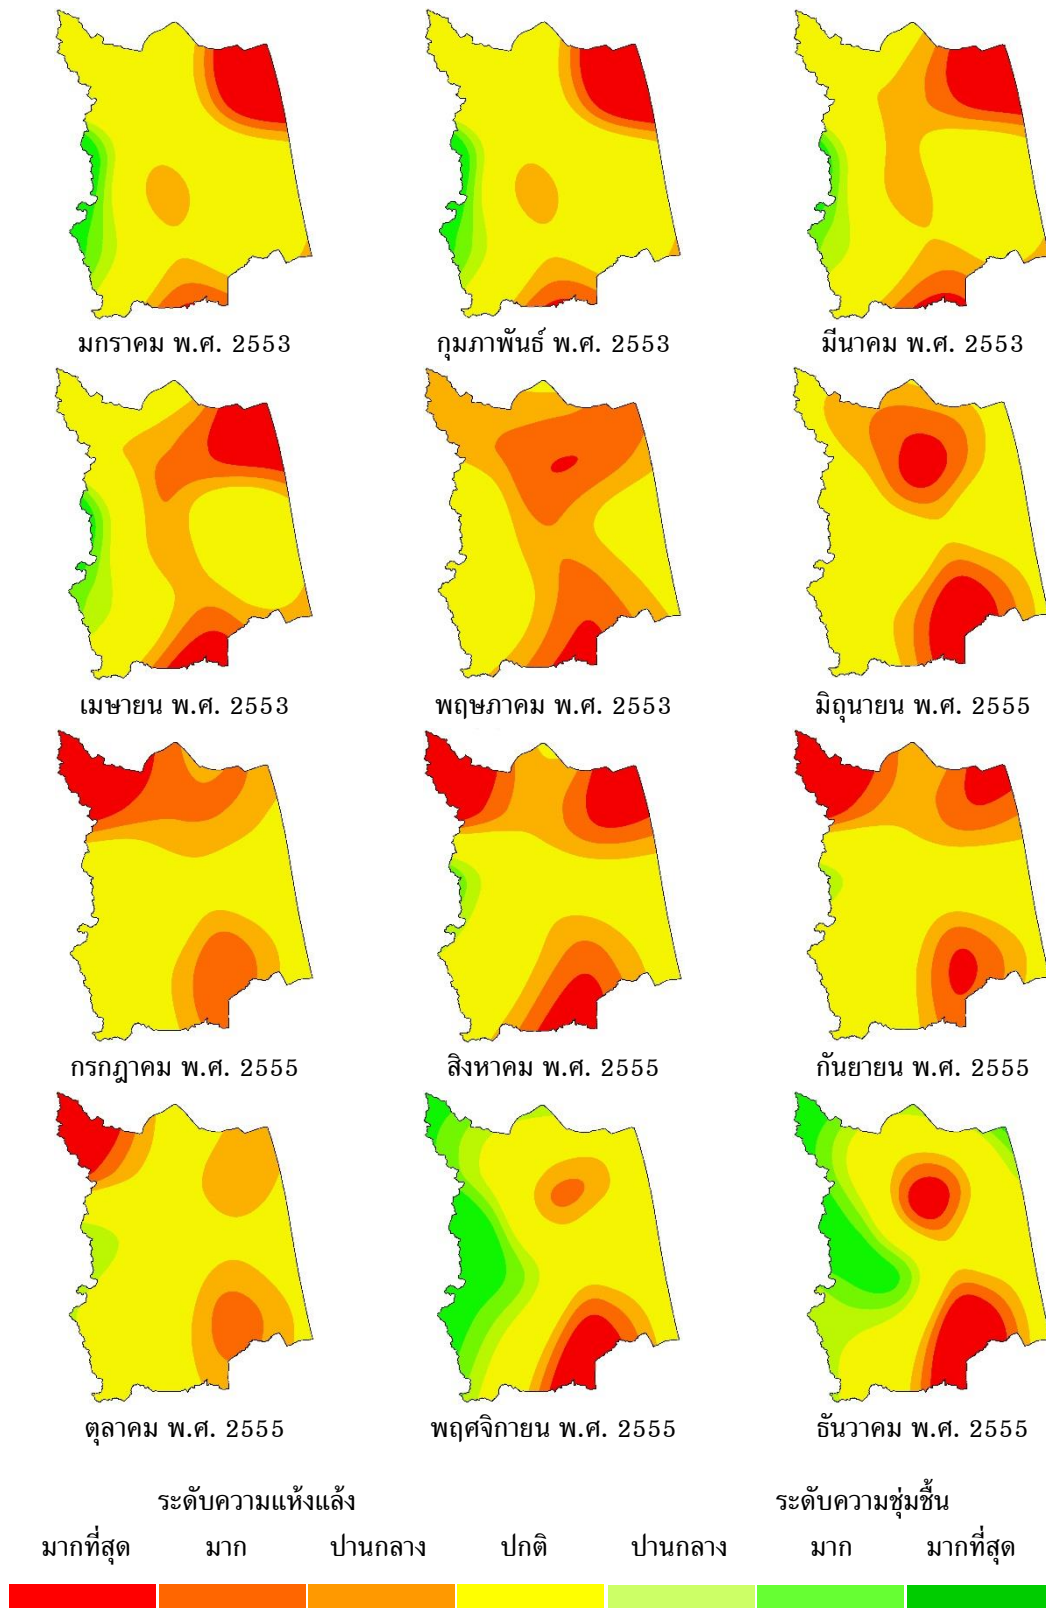 มกราคม พ.ศ. 2553
กุมภาพันธ์ พ.ศ. 2553
มีนาคม พ.ศ. 2553
เมษายน พ.ศ. 2553
พฤษภาคม พ.ศ. 2553
มิถุนายน พ.ศ. 2555
กรกฎาคม พ.ศ. 2555
สิงหาคม พ.ศ. 2555
กันยายน พ.ศ. 2555
ตุลาคม พ.ศ. 2555
พฤศจิกายน พ.ศ. 2555
ธันวาคม พ.ศ. 2555
ระดับความแห้งแล้ง
ระดับความชุ่มชื้น
มากที่สุด มาก ปานกลาง ปกติ ปานกลาง มาก มากที่สุด